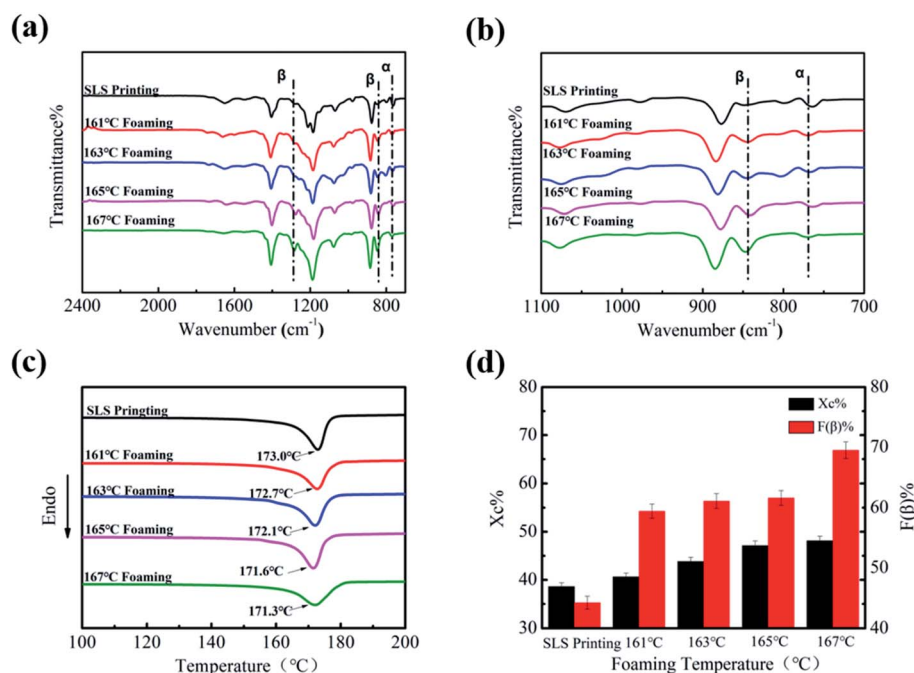 (a)
β
β
α
SLS Printing
161℃ Foaming
163℃ Foaming
165℃ Foaming
167℃ Foaming
Transmittance%
2400 2000 1600 1200 800
Wavenumber (cm⁻¹)
(b)
β
α
SLS Printing
161℃ Foaming
163℃ Foaming
165℃ Foaming
167℃ Foaming
Transmittance%
1100 1000 900 800 700
Wavenumber (cm⁻¹)
(c)
SLS Pringting
173.0℃
161℃ Foaming
172.7℃
163℃ Foaming
172.1℃
165℃ Foaming
171.6℃
167℃ Foaming
171.3℃
Endo
100 120 140 160 180 200
Temperature (℃)
(d)
80
70
60
50
40
30
Xc%
Xc%
F(β)%
80
70
60
50
40
F(β)%
SLS Printing 161℃ 163℃ 165℃ 167℃
Foaming Temperature (℃)